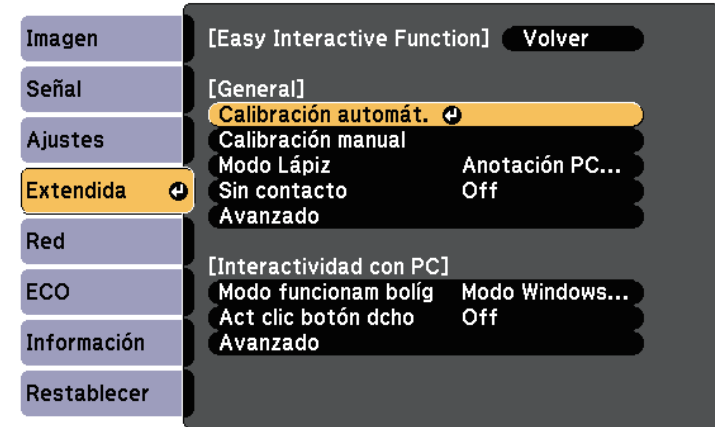 Imagen
Señal
Ajustes
Extendida
Red
ECO
Información
Restablecer
[Easy Interactive Function] Volver
[General]
Calibración automát.
Calibración manual
Modo Lápiz Anotación PC...
Sin contacto Off
Avanzado
[Interactividad con PC]
Modo funcionam bolíg Modo Windows...
Act clic botón dcho Off
Avanzado